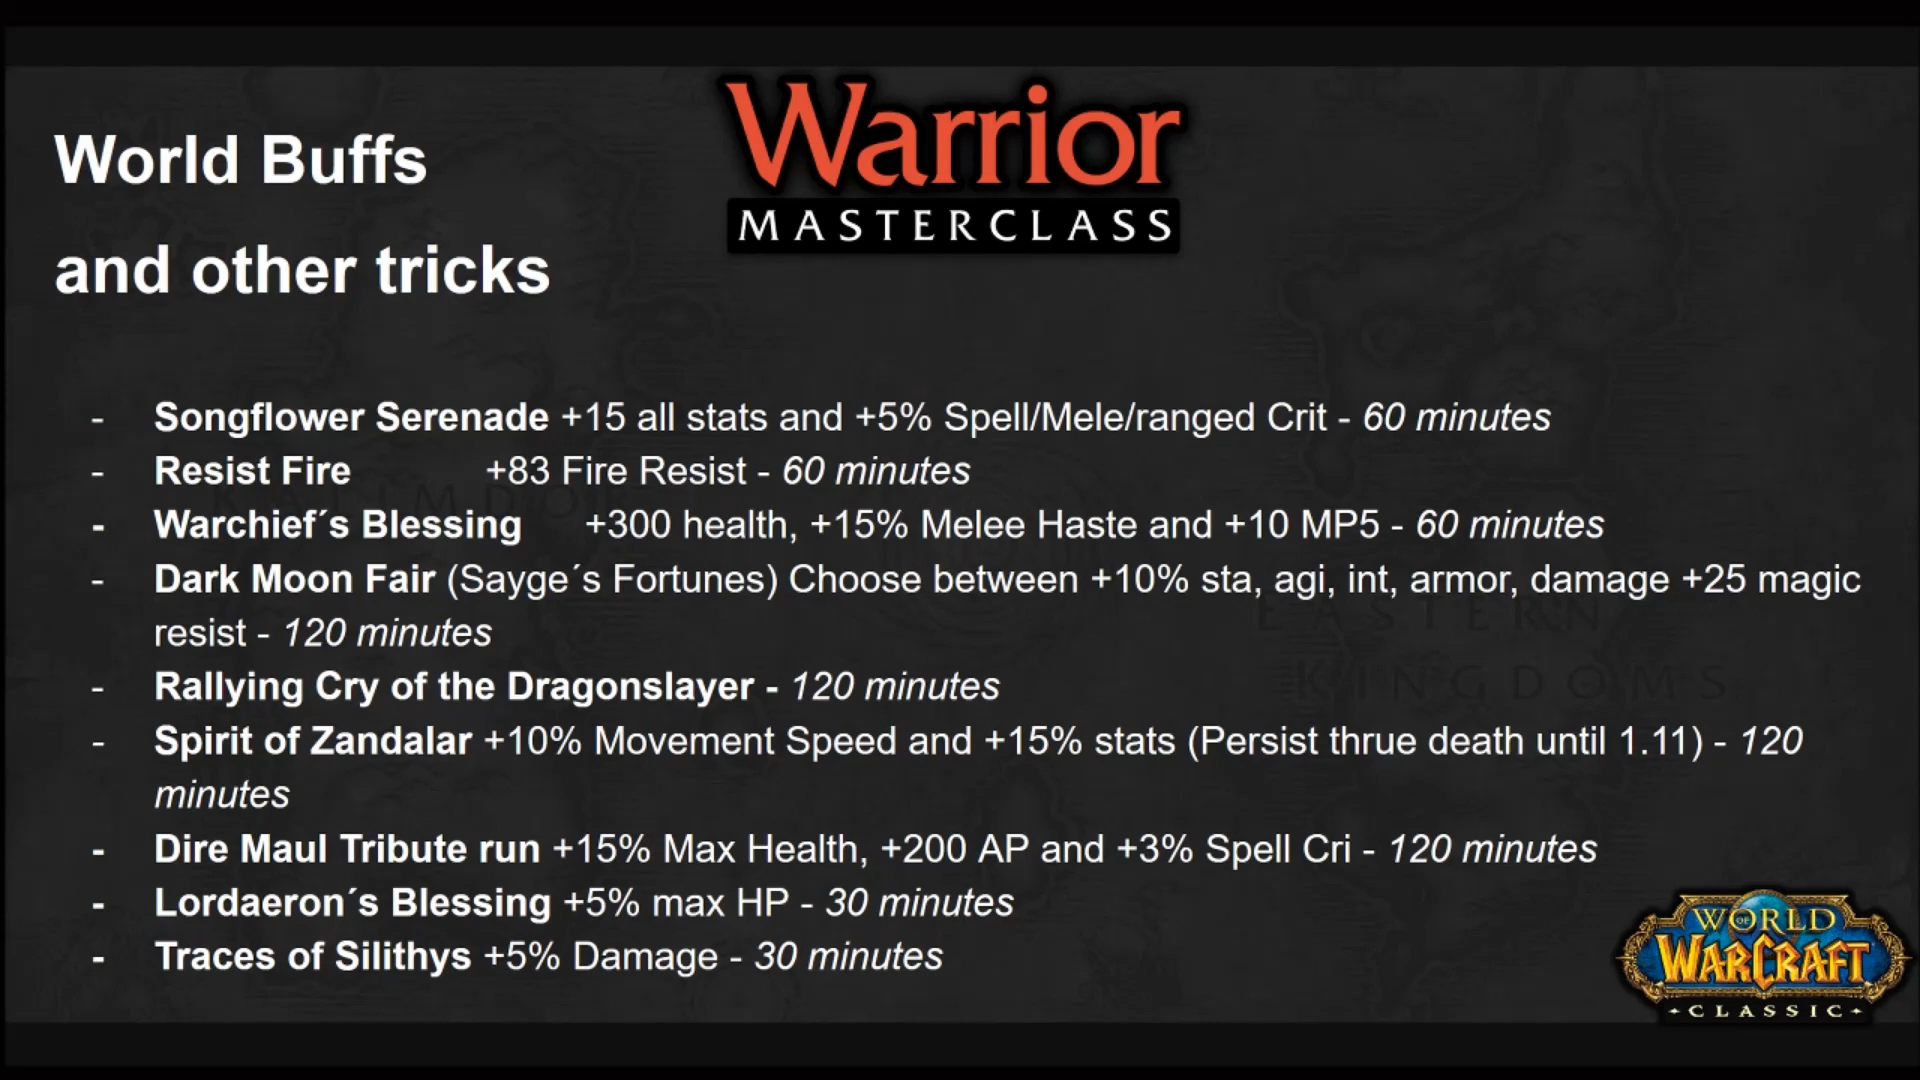 Warrior
MASTERCLASS
World Buffs
and other tricks
- Songflower Serenade +15 all stats and +5% Spell/Mele/ranged Crit - 60 minutes
- Resist Fire +83 Fire Resist - 60 minutes
- Warchief´s Blessing +300 health, +15% Melee Haste and +10 MP5 - 60 minutes
- Dark Moon Fair (Sayge´s Fortunes) Choose between +10% sta, agi, int, armor, damage +25 magic
resist - 120 minutes
- Rallying Cry of the Dragonslayer - 120 minutes
- Spirit of Zandalar +10% Movement Speed and +15% stats (Persist thrue death until 1.11) - 120
minutes
- Dire Maul Tribute run +15% Max Health, +200 AP and +3% Spell Cri - 120 minutes
- Lordaeron´s Blessing +5% max HP - 30 minutes
- Traces of Silithys +5% Damage - 30 minutes
KALIMDOR
EASTERN
KINGDOMS
WORLD OF
WARCRAFT
CLASSIC